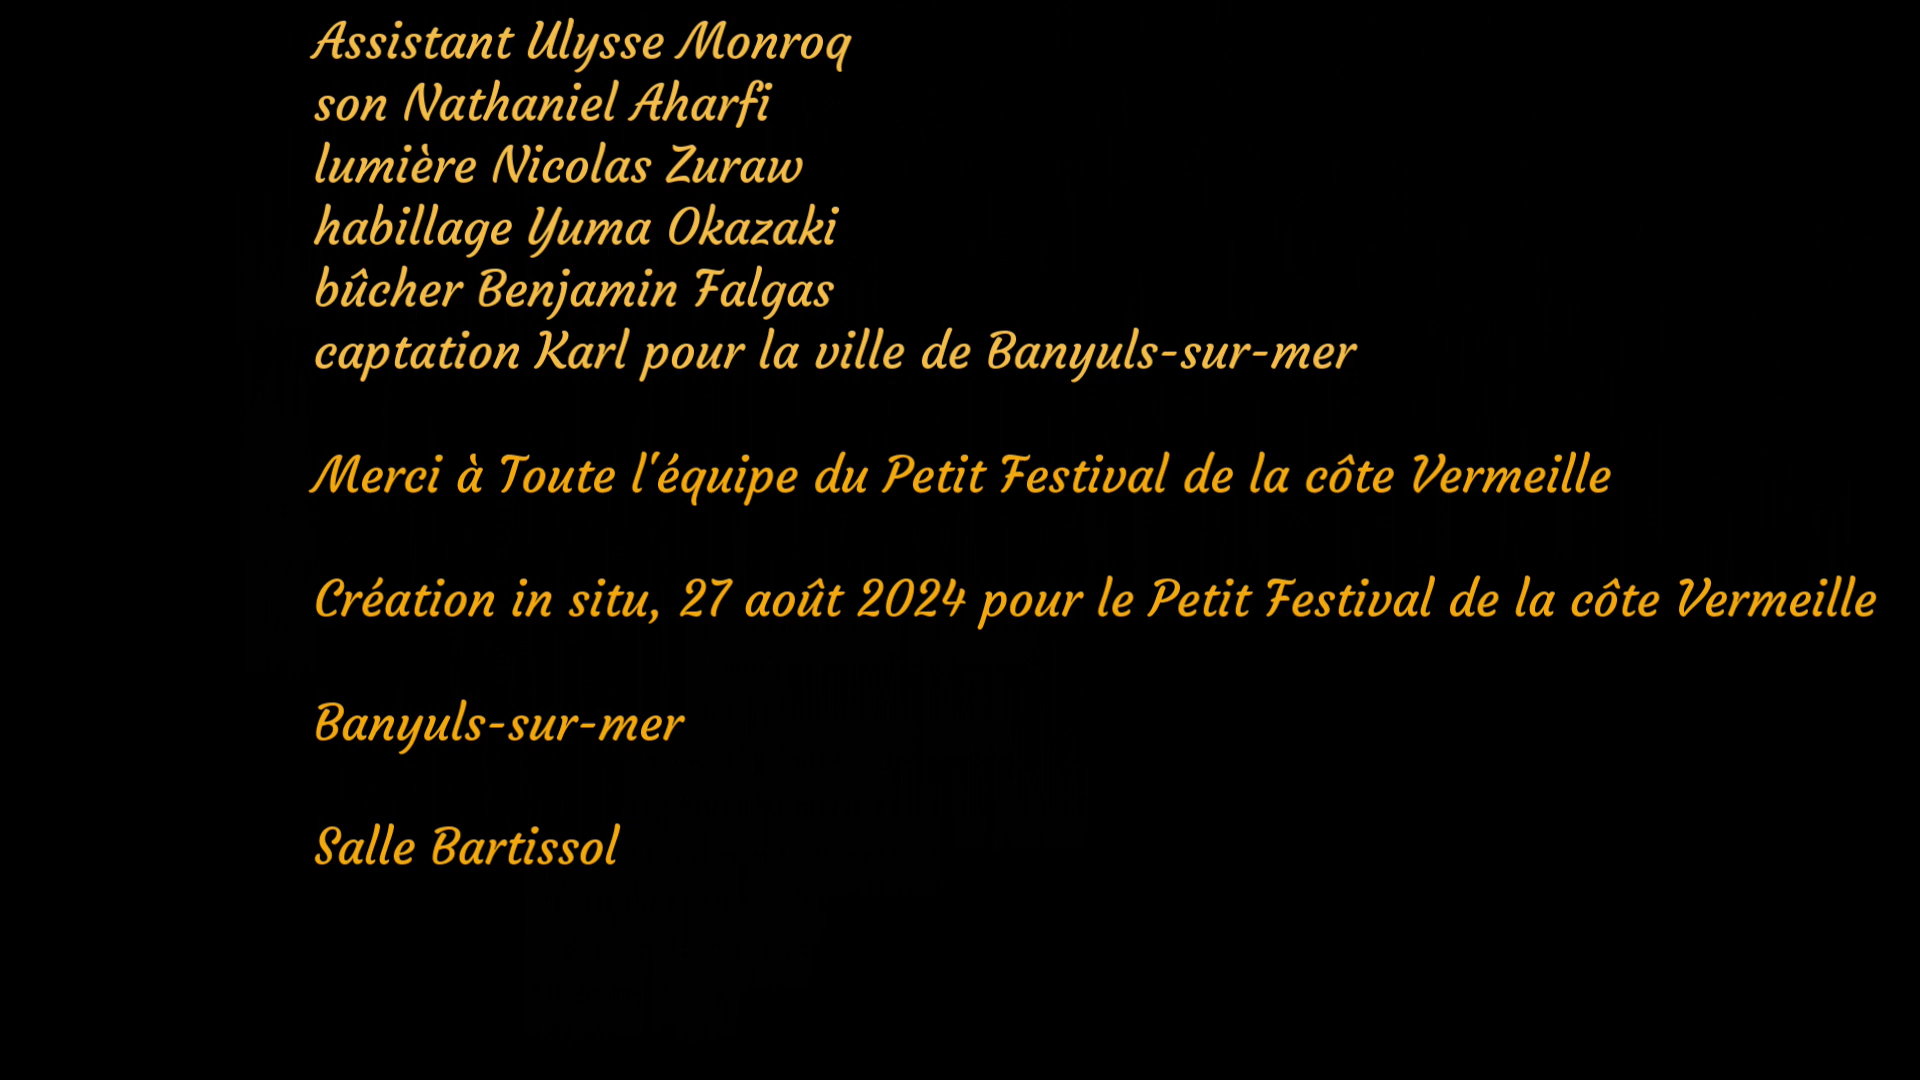 Assistant Ulysse Monroq
son Nathaniel Aharfi
lumière Nicolas Zuraw
habillage Yuma Okazaki
bûcher Benjamin Falgas
captation Karl pour la ville de Banyuls-sur-mer
Merci à Toute l'équipe du Petit Festival de la côte Vermeille
Création in situ, 27 août 2024 pour le Petit Festival de la côte Vermeille
Banyuls-sur-mer
Salle Bartissol